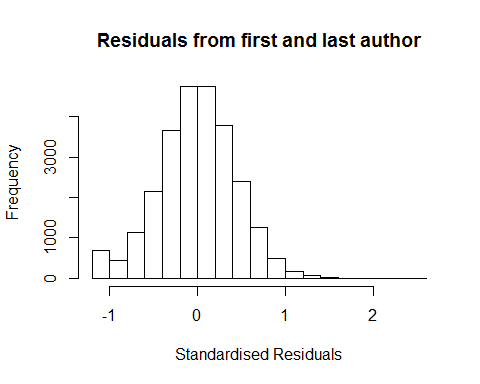 Residuals from first and last author
Frequency
3000
1000
0
-1 0 1 2
Standardised Residuals